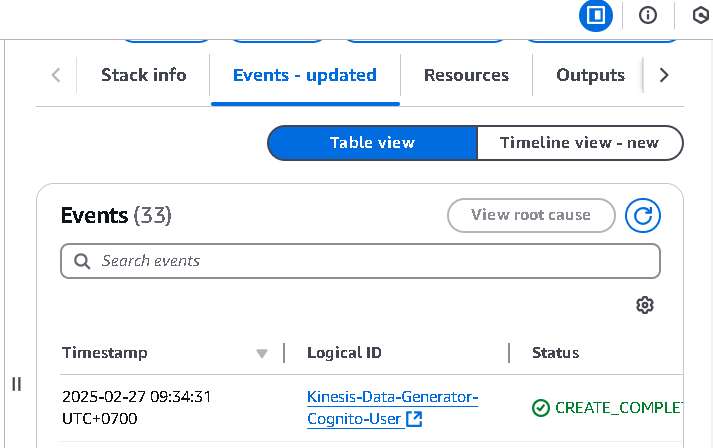 Stack info
Events - updated
Resources
Outputs
Table view
Timeline view - new
Events (33)
View root cause
Search events
Timestamp
Logical ID
Status
2025-02-27 09:34:31
UTC+0700
Kinesis-Data-Generator-
Cognito-User
CREATE_COMPLET